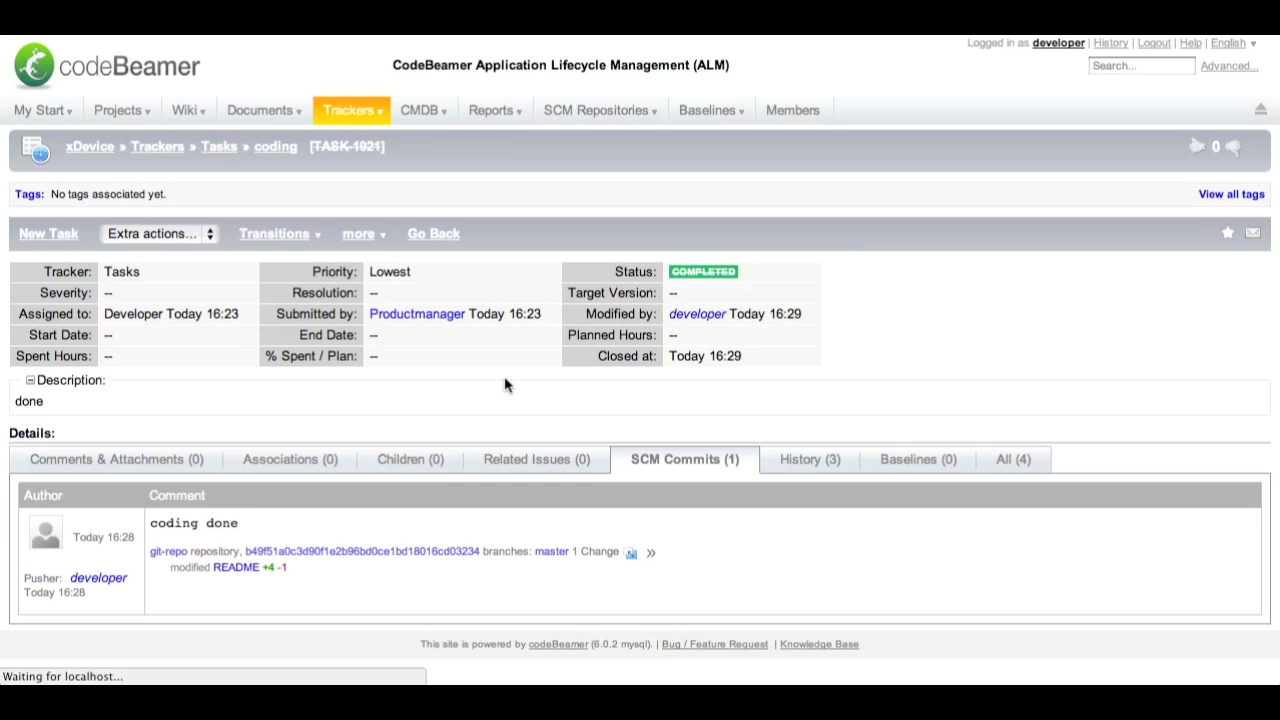 Logged in as developer | History | Logout | Help | English
codeBeamer
CodeBeamer Application Lifecycle Management (ALM)
Search... Advanced...
My Start Projects Wiki Documents Trackers CMDB Reports SCM Repositories Baselines Members
xDevice » Trackers » Tasks » coding [TASK-1921] 0
Tags: No tags associated yet. View all tags
New Task Extra actions... Transitions more Go Back
Tracker: Tasks Priority: Lowest Status: COMPLETED
Severity: -- Resolution: -- Target Version: --
Assigned to: Developer Today 16:23 Submitted by: Productmanager Today 16:23 Modified by: developer Today 16:29
Start Date: -- End Date: -- Planned Hours: --
Spent Hours: -- % Spent / Plan: -- Closed at: Today 16:29
Description:
done
Details:
Comments & Attachments (0) Associations (0) Children (0) Related Issues (0) SCM Commits (1) History (3) Baselines (0) All (4)
Author Comment
coding done
Today 16:28
git-repo repository, b49f51a0c3d90f1e2b96bd0ce1bd18016cd03234 branches: master 1 Change »
modified README +4 -1
Pusher: developer
Today 16:28
This site is powered by codeBeamer (6.0.2 mysql). | Bug / Feature Request | Knowledge Base
Waiting for localhost...